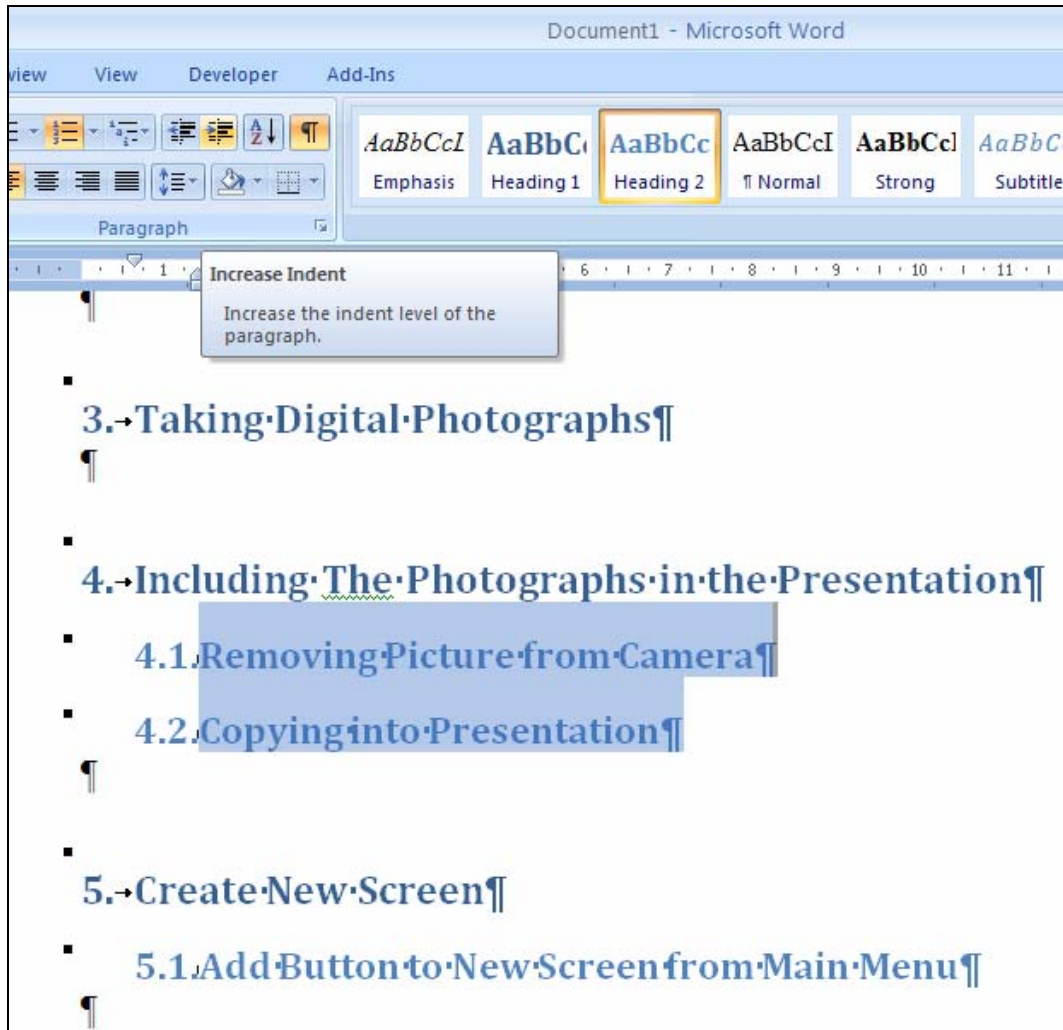 Document1 - Microsoft Word
view View Developer Add-Ins
AaBbCcI AaBbC AaBbCc AaBbCcI AaBbCcl AaBbC
Emphasis Heading 1 Heading 2 ¶ Normal Strong Subtitle
Paragraph
1 6 7 8 9 10 11
Increase Indent
Increase the indent level of the
paragraph.
¶
3.→Taking·Digital·Photographs¶
¶
4.→Including·The·Photographs·in·the·Presentation¶
4.1.Removing·Picture·from·Camera¶
4.2.Copying·into·Presentation¶
¶
5.→Create·New·Screen¶
5.1.Add·Button·to·New·Screen·from·Main·Menu¶
¶